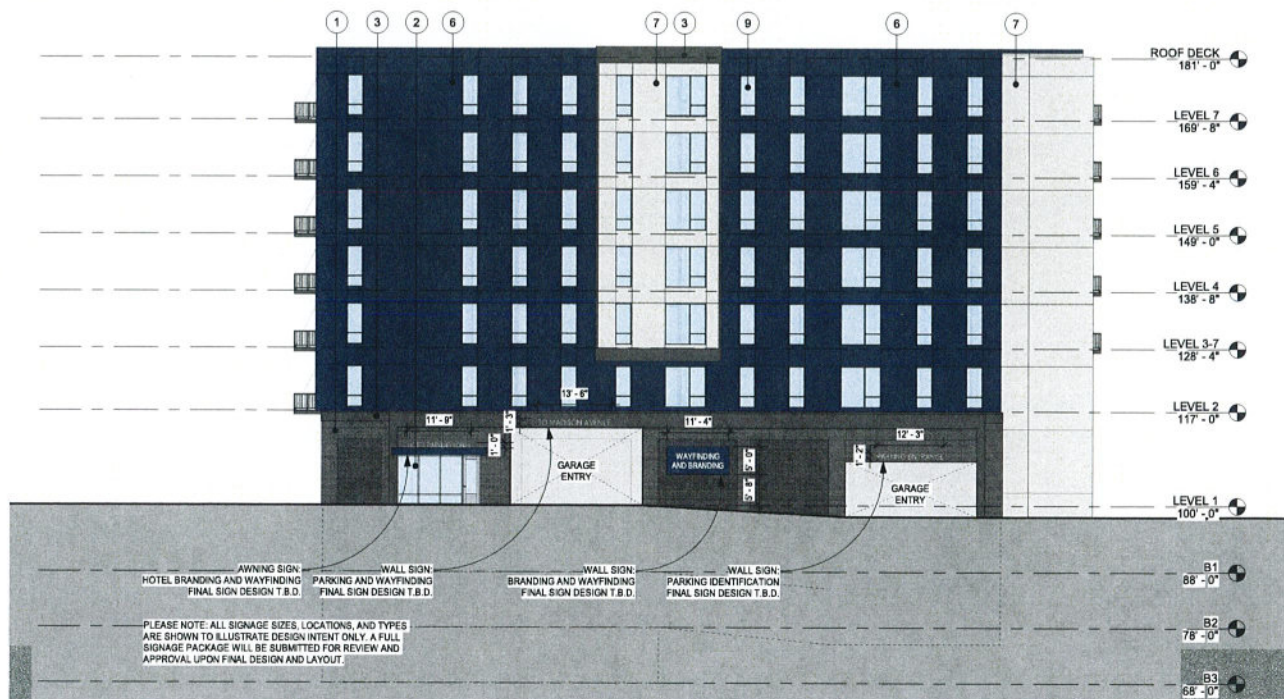 1
3
2
6
7
3
9
6
7
ROOF DECK
181' - 0"
LEVEL 7
169' - 8"
LEVEL 6
159' - 4"
LEVEL 5
149' - 0"
LEVEL 4
138' - 8"
LEVEL 3-7
128' - 4"
LEVEL 2
117' - 0"
13' - 6"
11' - 9"
1' - 3"
TO MADISON AVENUE
11' - 4"
12' - 3"
1' - 0"
1' - 2"
PARKING ENTRANCE
WAYFINDING
AND BRANDING
5' - 0"
5' - 8"
GARAGE
ENTRY
GARAGE
ENTRY
LEVEL 1
100' - 0"
AWNING SIGN:
HOTEL BRANDING AND WAYFINDING
FINAL SIGN DESIGN T.B.D.
WALL SIGN:
PARKING AND WAYFINDING
FINAL SIGN DESIGN T.B.D.
WALL SIGN:
BRANDING AND WAYFINDING
FINAL SIGN DESIGN T.B.D.
WALL SIGN:
PARKING IDENTIFICATION
FINAL SIGN DESIGN T.B.D.
B1
88' - 0"
PLEASE NOTE: ALL SIGNAGE SIZES, LOCATIONS, AND TYPES
ARE SHOWN TO ILLUSTRATE DESIGN INTENT ONLY. A FULL
SIGNAGE PACKAGE WILL BE SUBMITTED FOR REVIEW AND
APPROVAL UPON FINAL DESIGN AND LAYOUT.
B2
78' - 0"
B3
68' - 0"